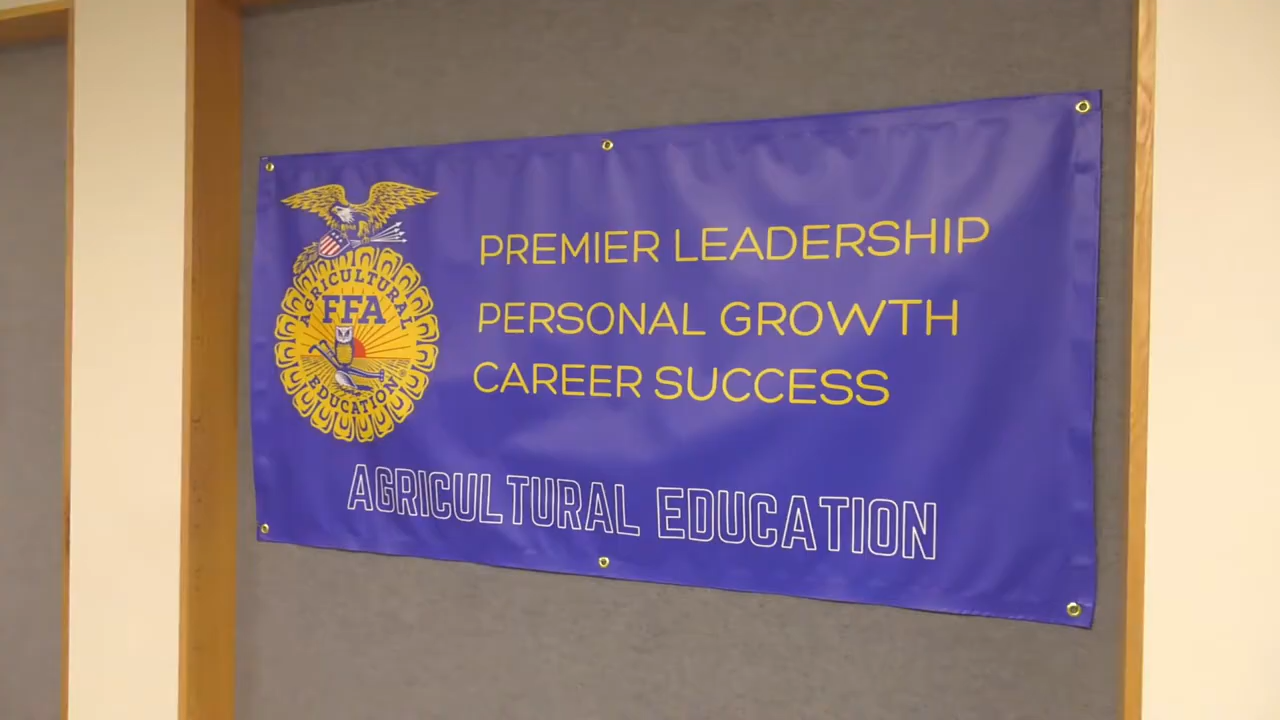 AGRICULTURAL
FFA
EDUCATION
PREMIER LEADERSHIP
PERSONAL GROWTH
CAREER SUCCESS
AGRICULTURAL EDUCATION